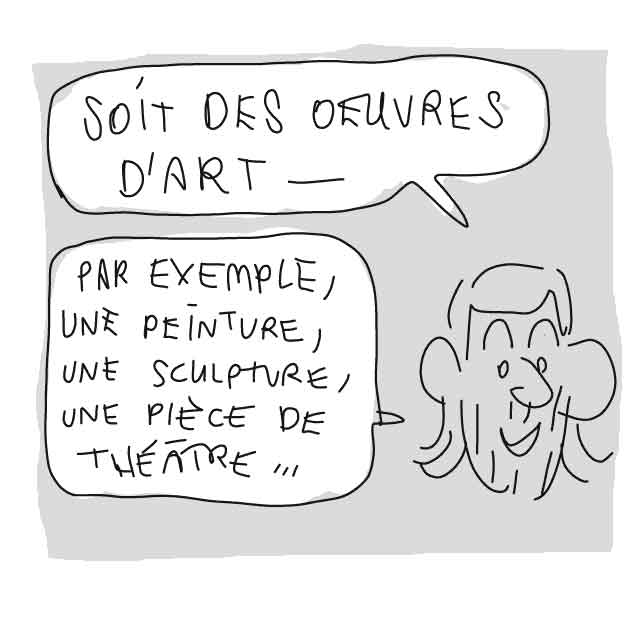 SOIT DES OEUVRES
D'ART —
PAR EXEMPLE,
UNE PEINTURE,
UNE SCULPTURE,
UNE PIÈCE DE
THÉÂTRE ...